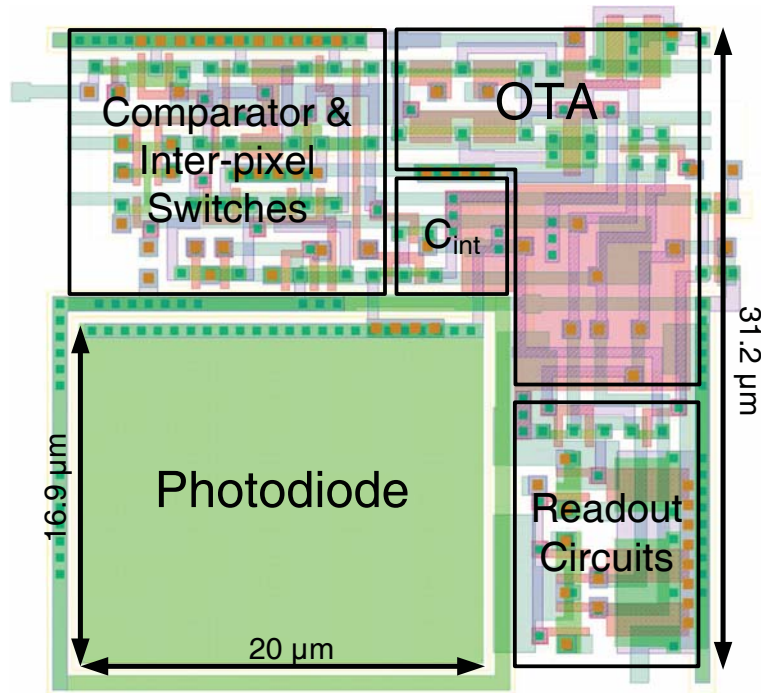 Comparator &
Inter-pixel
Switches
OTA
Cint
31.2 µm
16.9 µm
Photodiode
Readout
Circuits
20 µm